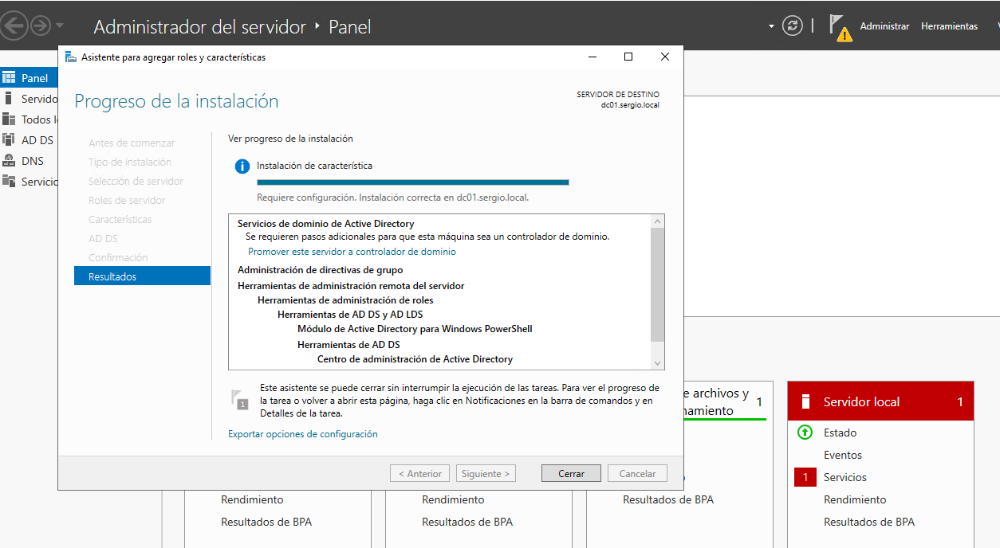 Administrador del servidor ‣ Panel
Administrar
Herramientas
Asistente para agregar roles y características
Panel
Servido
Todos l
AD DS
DNS
Servicio
Progreso de la instalación
SERVIDOR DE DESTINO
dc01.sergio.local
Antes de comenzar
Tipo de instalación
Selección de servidor
Roles de servidor
Características
AD DS
Confirmación
Resultados
Ver progreso de la instalación
Instalación de característica
Requiere configuración. Instalación correcta en dc01.sergio.local.
Servicios de dominio de Active Directory
Se requieren pasos adicionales para que esta máquina sea un controlador de dominio.
Promover este servidor a controlador de dominio
Administración de directivas de grupo
Herramientas de administración remota del servidor
Herramientas de administración de roles
Herramientas de AD DS y AD LDS
Módulo de Active Directory para Windows PowerShell
Herramientas de AD DS
Centro de administración de Active Directory
1
Este asistente se puede cerrar sin interrumpir la ejecución de las tareas. Para ver el progreso de
la tarea o volver a abrir esta página, haga clic en Notificaciones en la barra de comandos y en
Detalles de la tarea.
Exportar opciones de configuración
< Anterior
Siguiente >
Cerrar
Cancelar
e archivos y
namiento
1
Servidor local
1
Estado
Eventos
1
Servicios
Rendimiento
Resultados de BPA
Rendimiento
Resultados de BPA
Rendimiento
Resultados de BPA
Resultados de BPA